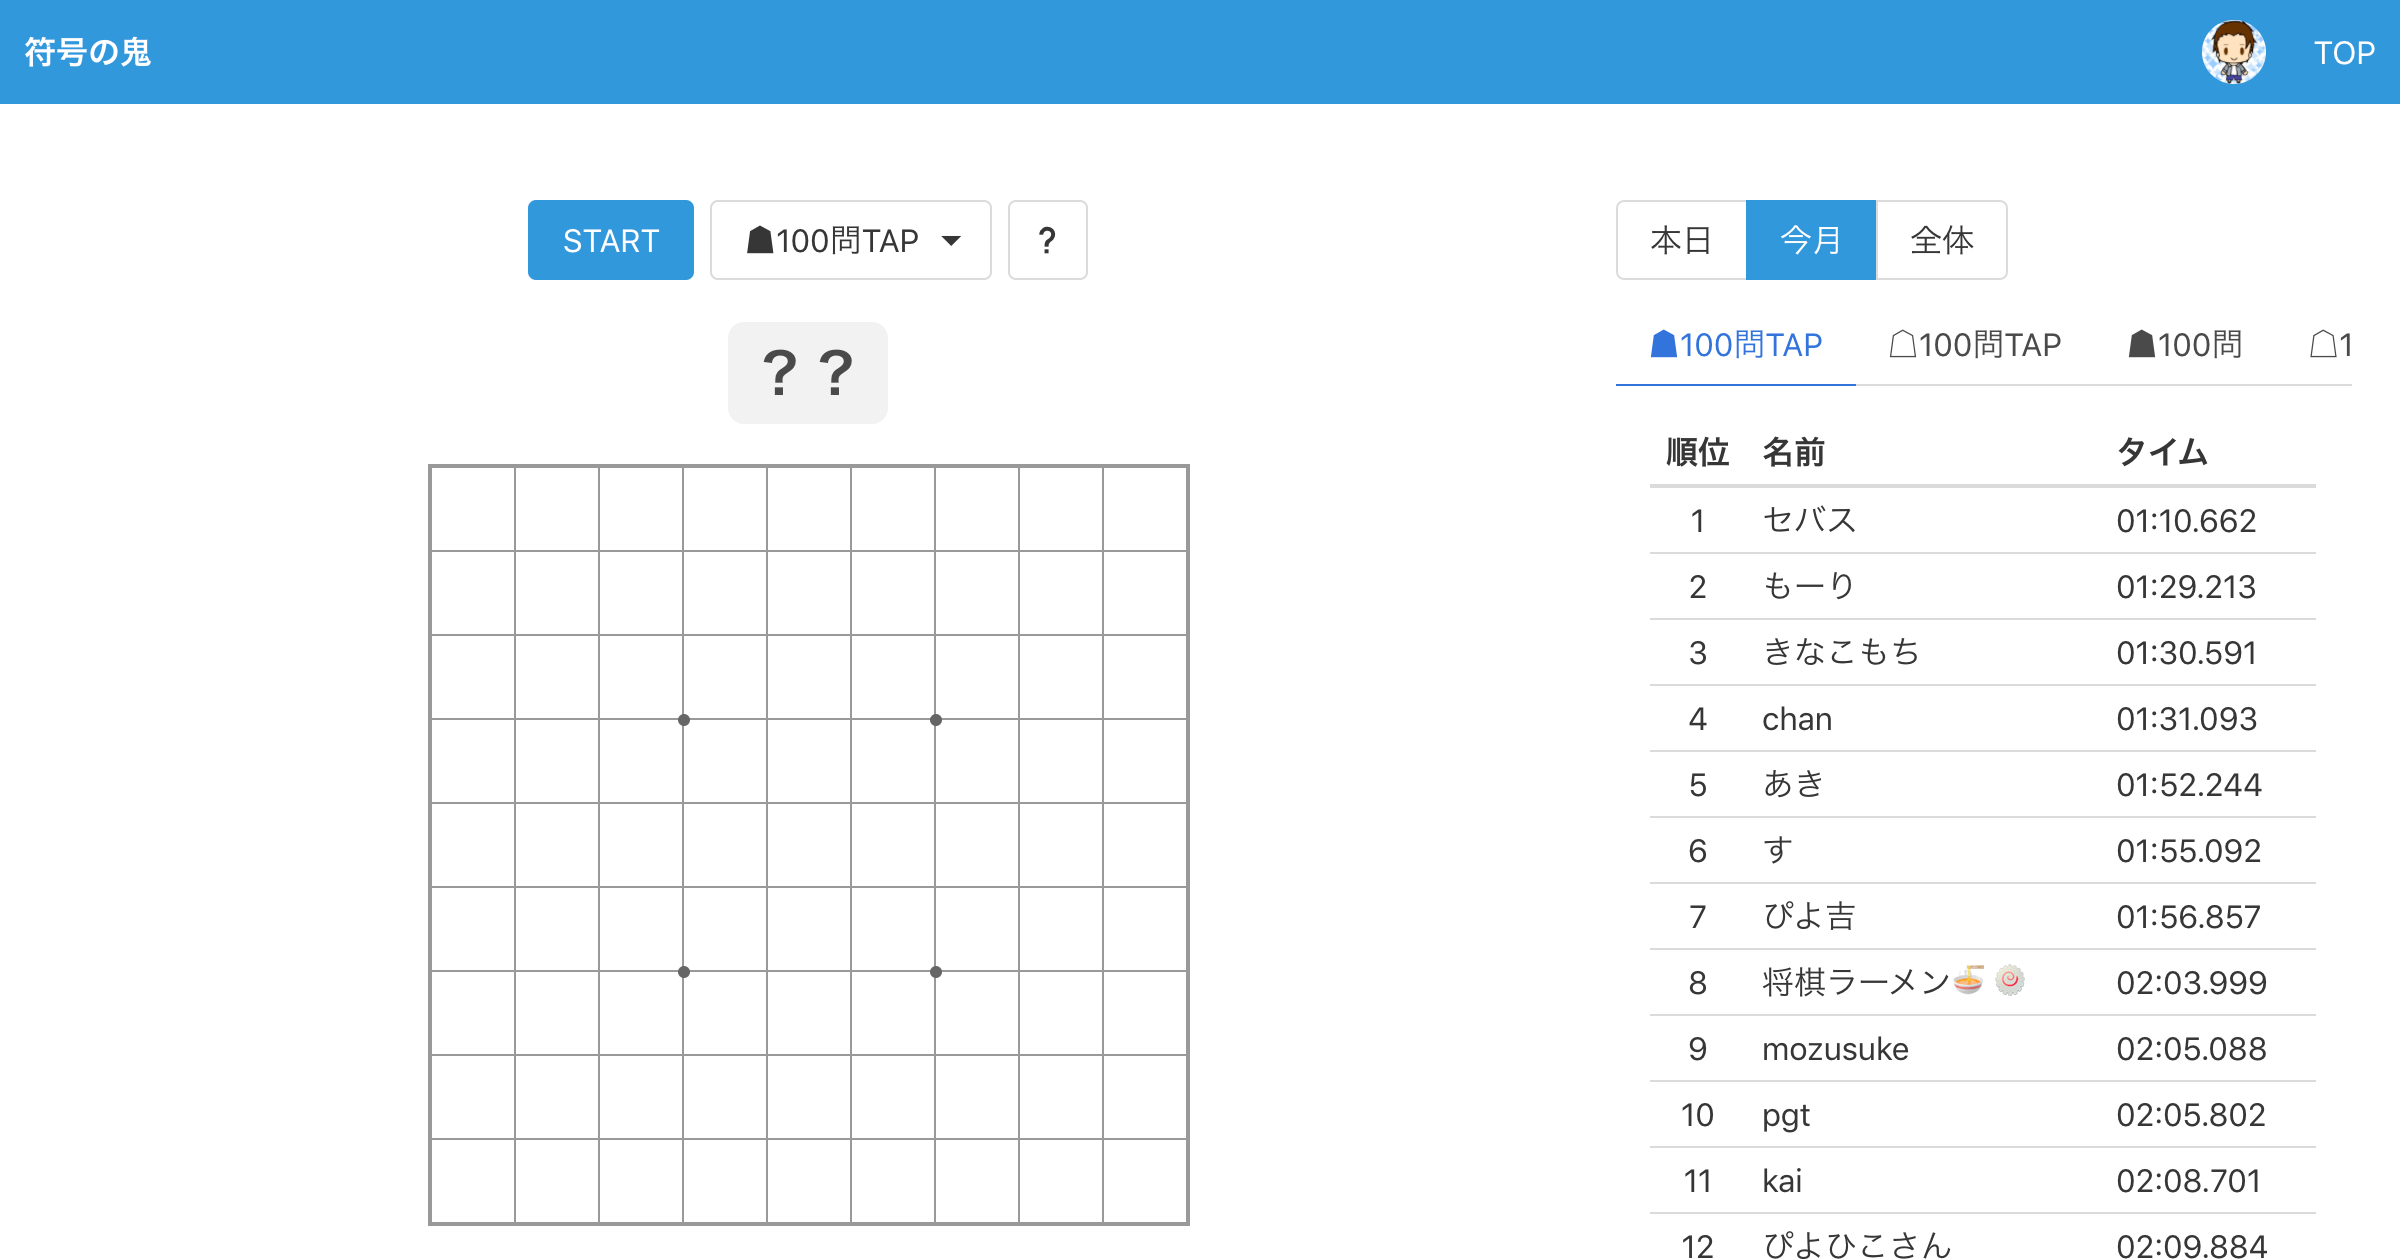 符号の鬼
TOP
START
☗100問TAP
?
? ?
本日 今月 全体
☗100問TAP ☖100問TAP ☗100問 ☖1
順位 名前 タイム
1 セバス 01:10.662
2 もーり 01:29.213
3 きなこもち 01:30.591
4 chan 01:31.093
5 あき 01:52.244
6 す 01:55.092
7 ぴよ吉 01:56.857
8 将棋ラーメン🍜🍥 02:03.999
9 mozusuke 02:05.088
10 pgt 02:05.802
11 kai 02:08.701
12 ぴよひこさん 02:09.884